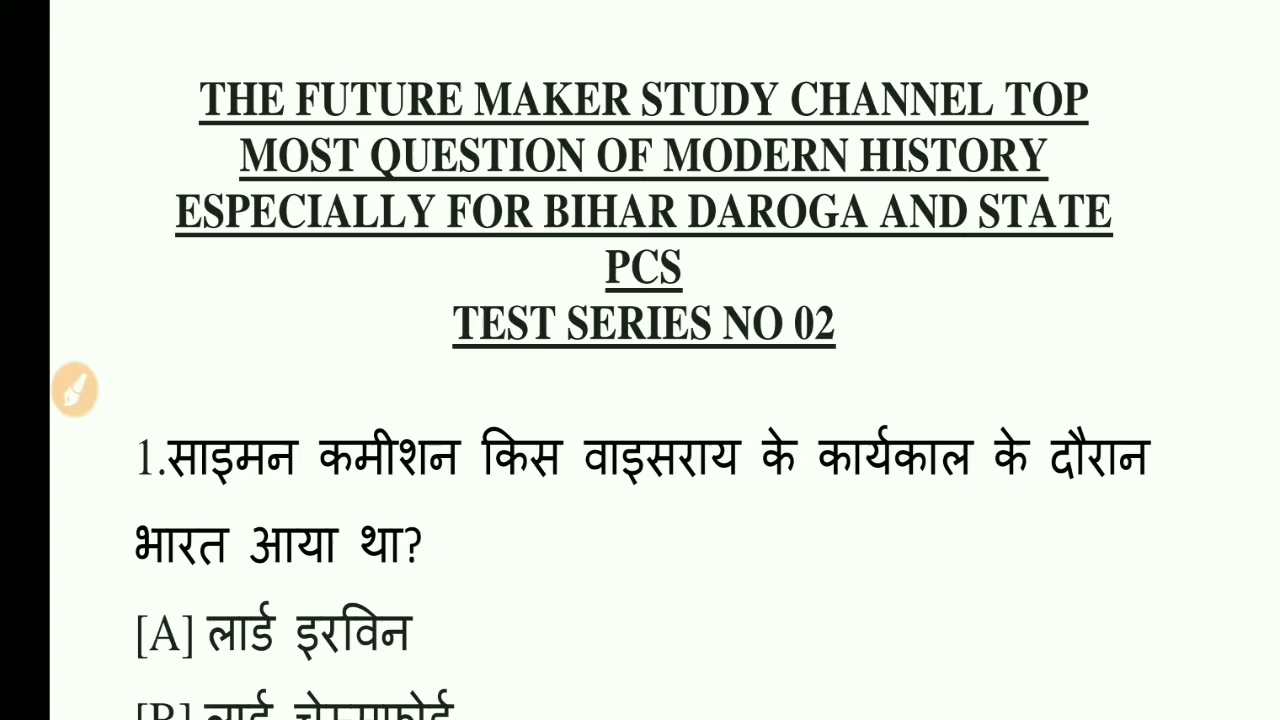 THE FUTURE MAKER STUDY CHANNEL TOP
MOST QUESTION OF MODERN HISTORY
ESPECIALLY FOR BIHAR DAROGA AND STATE
PCS
TEST SERIES NO 02
1.साइमन कमीशन किस वाइसराय के कार्यकाल के दौरान
भारत आया था?
[A] लार्ड इरविन
[B] लार्ड